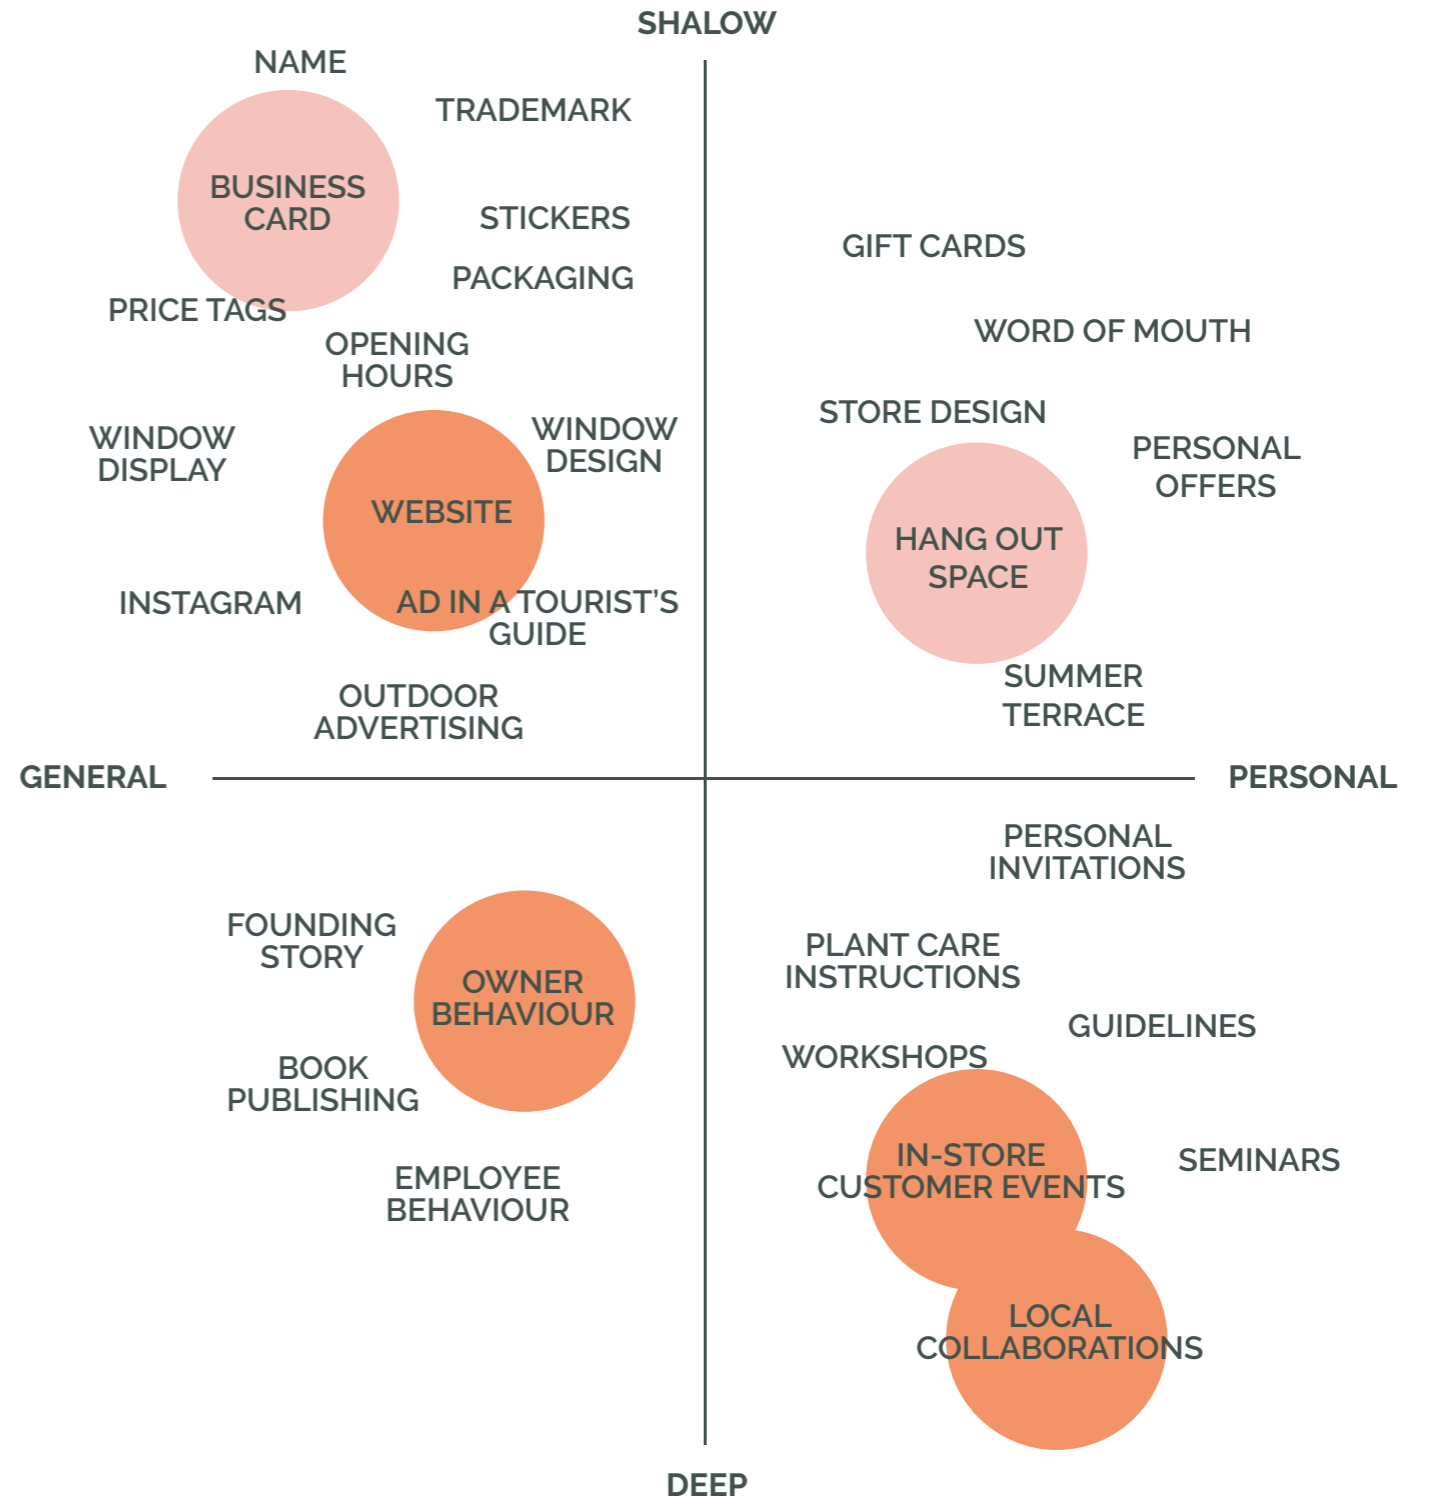 SHALOW
NAME
TRADEMARK
BUSINESS
CARD
STICKERS
PACKAGING
PRICE TAGS
OPENING
HOURS
WINDOW
DISPLAY
WINDOW
DESIGN
WEBSITE
INSTAGRAM
AD IN A TOURIST'S
GUIDE
OUTDOOR
ADVERTISING
GIFT CARDS
WORD OF MOUTH
STORE DESIGN
PERSONAL
OFFERS
HANG OUT
SPACE
SUMMER
TERRACE
GENERAL
PERSONAL
FOUNDING
STORY
OWNER
BEHAVIOUR
BOOK
PUBLISHING
EMPLOYEE
BEHAVIOUR
PERSONAL
INVITATIONS
PLANT CARE
INSTRUCTIONS
GUIDELINES
WORKSHOPS
IN-STORE
CUSTOMER EVENTS
SEMINARS
LOCAL
COLLABORATIONS
DEEP